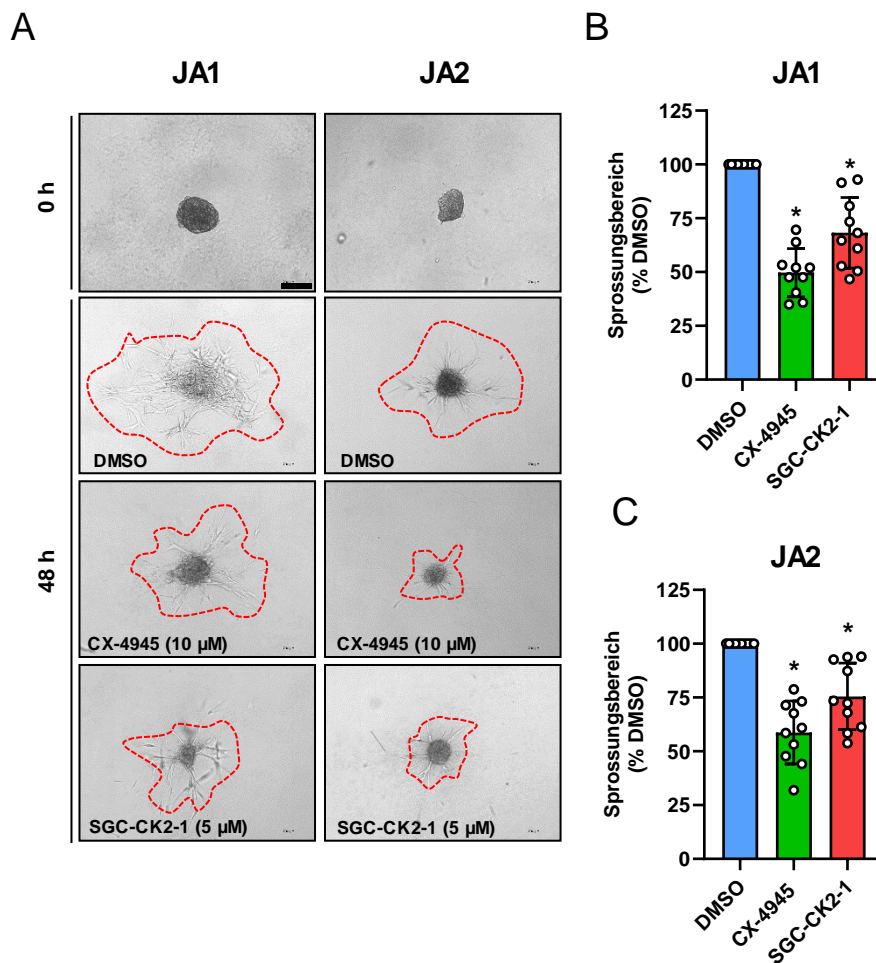 A
JA1
JA2
0 h
48 h
DMSO
DMSO
CX-4945 (10 µM)
CX-4945 (10 µM)
SGC-CK2-1 (5 µM)
SGC-CK2-1 (5 µM)
B
JA1
Sprossungsbereich
(% DMSO)
125
100
75
50
25
0
*
*
DMSO
CX-4945
SGC-CK2-1
C
JA2
Sprossungsbereich
(% DMSO)
125
100
75
50
25
0
*
*
DMSO
CX-4945
SGC-CK2-1